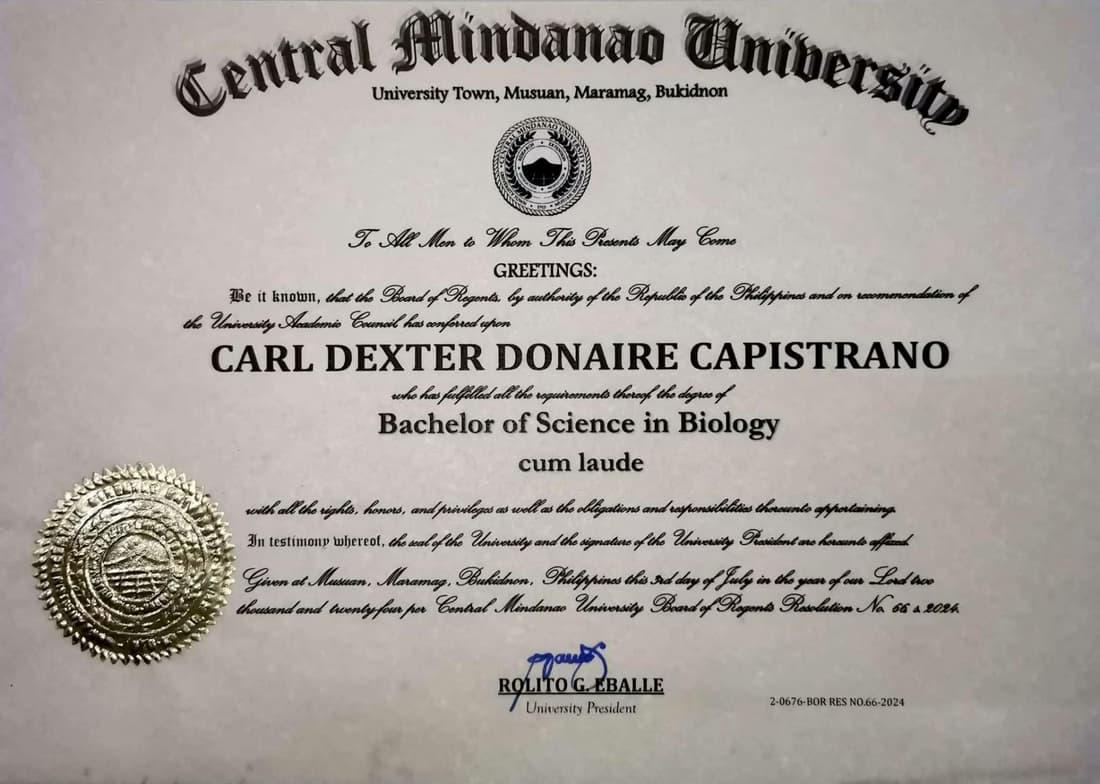 Central Mindanao University
University Town, Musuan, Maramag, Bukidnon
CENTRAL MINDANAO UNIVERSITY
To All Men to Whom This Presents May Come
GREETINGS:
Be it known, that the Board of Regents, by authority of the Republic of the Philippines and on recommendation of
the University Academic Council has conferred upon
CARL DEXTER DONAIRE CAPISTRANO
who has fulfilled all the requirements thereof, the degree of
Bachelor of Science in Biology
cum laude
with all the rights, honors, and privileges as well as the obligations and responsibilities thereunto appertaining.
In testimony whereof, the seal of the University and the signature of the University President are hereunto affixed.
Given at Musuan, Maramag, Bukidnon, Philippines this 3rd day of July in the year of our Lord two
thousand and twenty-four per Central Mindanao University Board of Regents Resolution No. 66 s 2024.
ROLITO G. EBALLE
University President
2-0676-BOR RES NO.66-2024